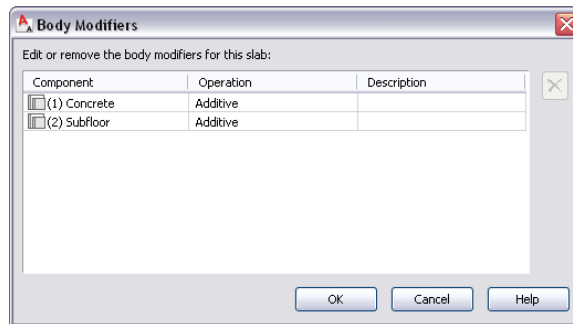 Body Modifiers
Edit or remove the body modifiers for this slab:
Component Operation Description
(1) Concrete Additive
(2) Subfloor Additive
OK Cancel Help